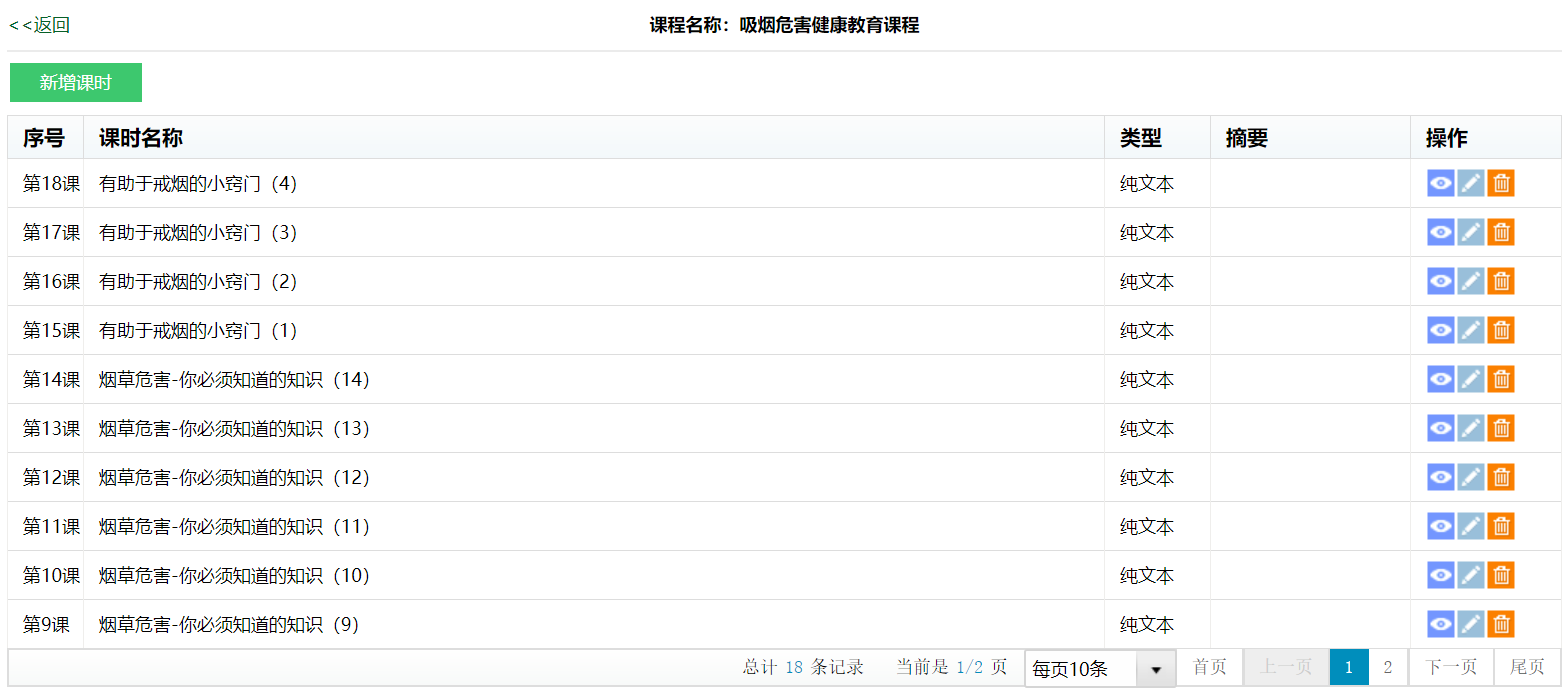 <<返回 课程名称：吸烟危害健康教育课程
新增课时
序号 课时名称 类型 摘要 操作
第18课 有助于戒烟的小窍门（4） 纯文本
第17课 有助于戒烟的小窍门（3） 纯文本
第16课 有助于戒烟的小窍门（2） 纯文本
第15课 有助于戒烟的小窍门（1） 纯文本
第14课 烟草危害-你必须知道的知识（14） 纯文本
第13课 烟草危害-你必须知道的知识（13） 纯文本
第12课 烟草危害-你必须知道的知识（12） 纯文本
第11课 烟草危害-你必须知道的知识（11） 纯文本
第10课 烟草危害-你必须知道的知识（10） 纯文本
第9课 烟草危害-你必须知道的知识（9） 纯文本
总计 18 条记录 当前是 1/2 页 每页10条 首页 上一页 1 2 下一页 尾页